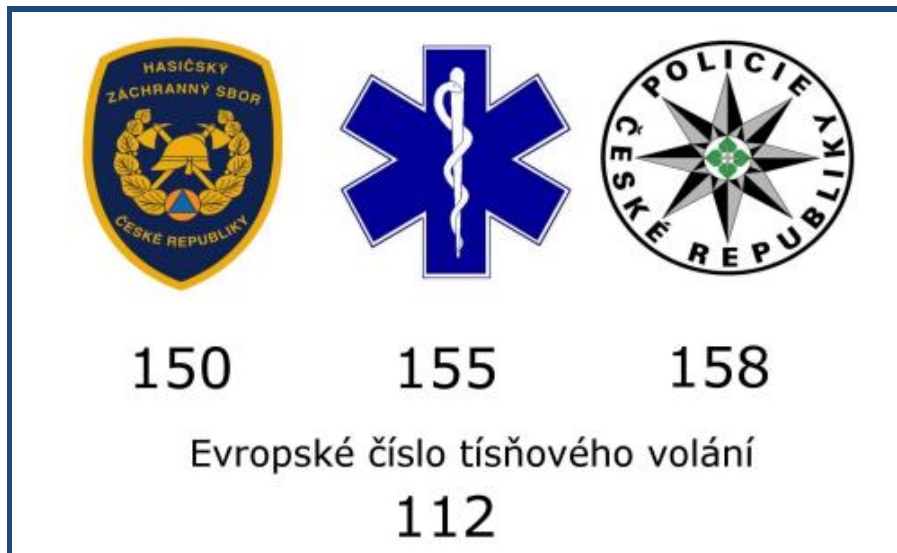 HASIČSKÝ
ZÁCHRANNÝ SBOR
ČESKÉ REPUBLIKY
POLICIE
ČESKÉ REPUBLIKY
150 155 158
Evropské číslo tísňového volání
112